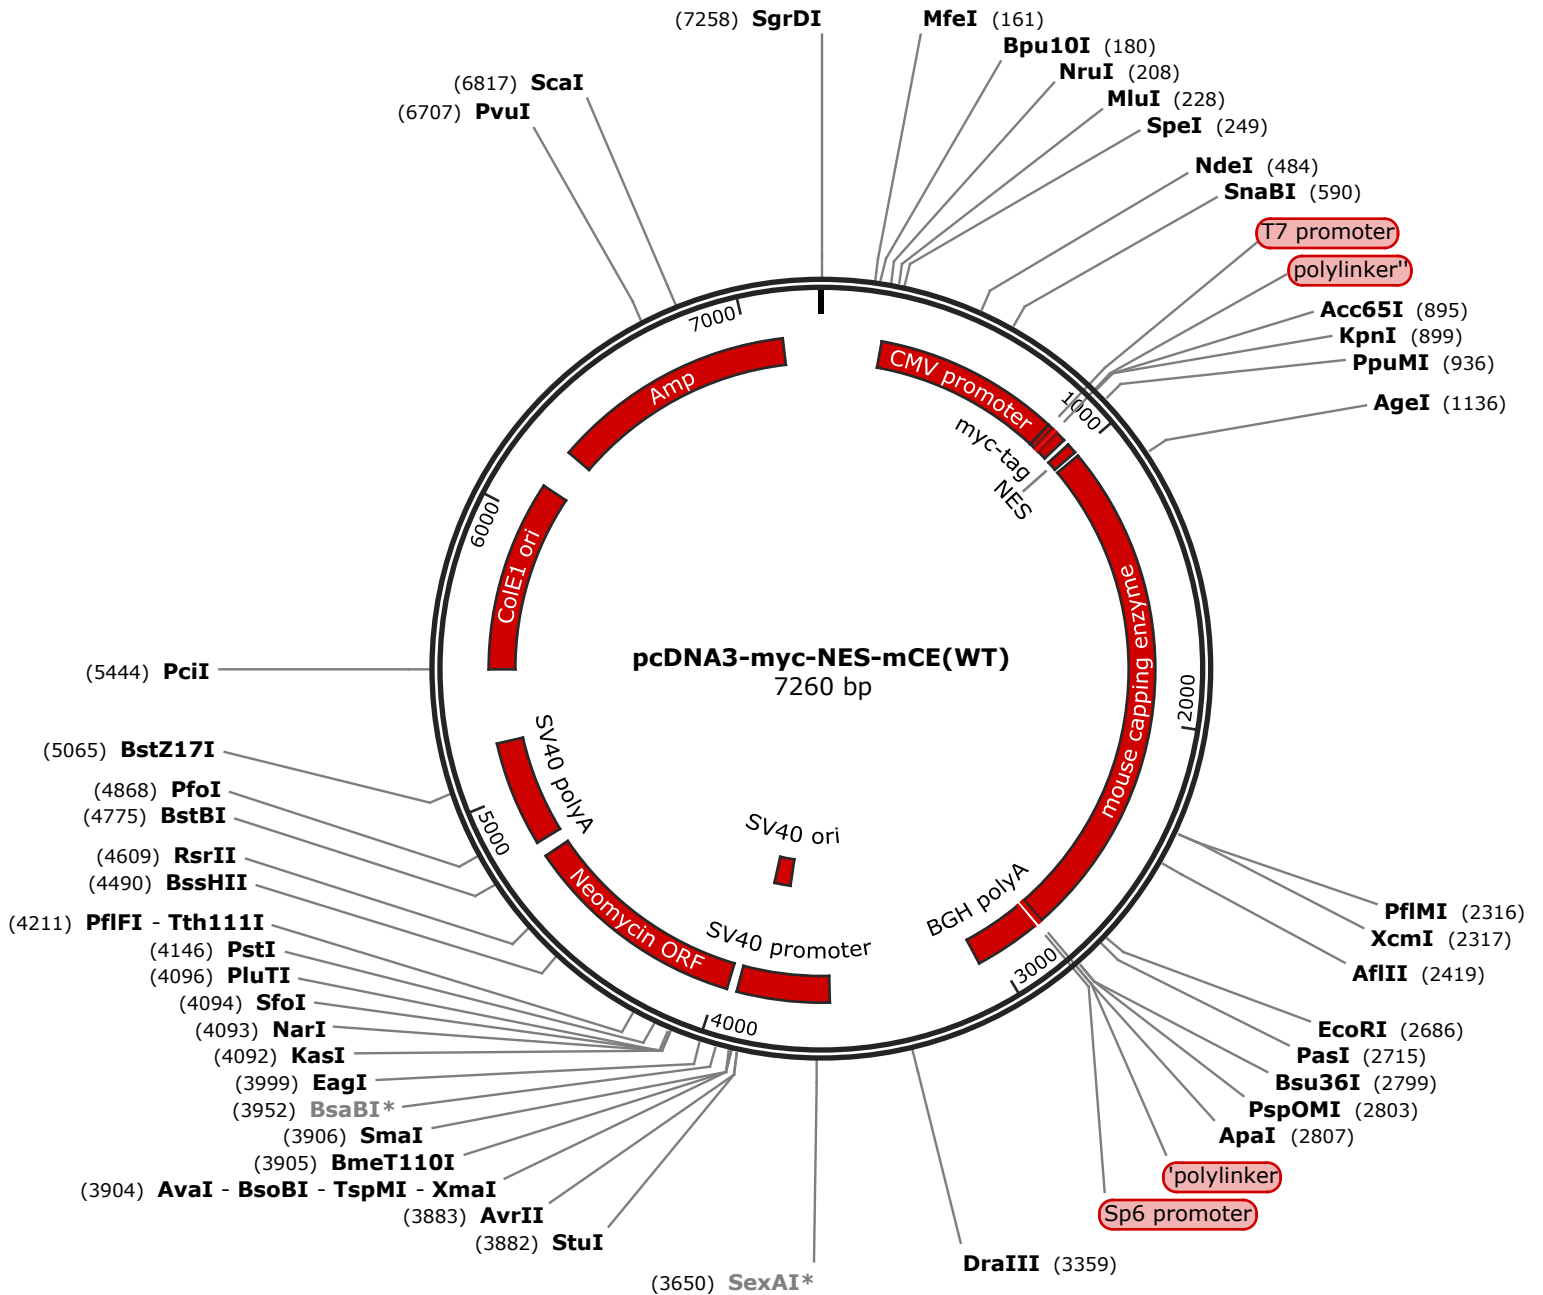 (7258) SgrDI
MfeI (161)
Bpu10I (180)
NruI (208)
MluI (228)
SpeI (249)
NdeI (484)
SnaBI (590)
T7 promoter
polylinker"
Acc65I (895)
KpnI (899)
PpuMI (936)
AgeI (1136)
(6817) ScaI
(6707) PvuI
7000
1000
2000
3000
4000
5000
6000
Amp
CMV promoter
myc-tag
NES
mouse capping enzyme
ColE1 ori
pcDNA3-myc-NES-mCE(WT)
7260 bp
SV40 polyA
SV40 ori
BGH polyA
Neomycin ORF
SV40 promoter
(5444) PciI
(5065) BstZ17I
(4868) PfoI
(4775) BstBI
(4609) RsrII
(4490) BssHII
(4211) PflFI - Tth111I
(4146) PstI
(4096) PluTI
(4094) SfoI
(4093) NarI
(4092) KasI
(3999) EagI
(3952) BsaBI*
(3906) SmaI
(3905) BmeT110I
(3904) AvaI - BsoBI - TspMI - XmaI
(3883) AvrII
(3882) StuI
(3650) SexAI*
PflMI (2316)
XcmI (2317)
AflII (2419)
EcoRI (2686)
PasI (2715)
Bsu36I (2799)
PspOMI (2803)
ApaI (2807)
'polylinker
Sp6 promoter
DraIII (3359)